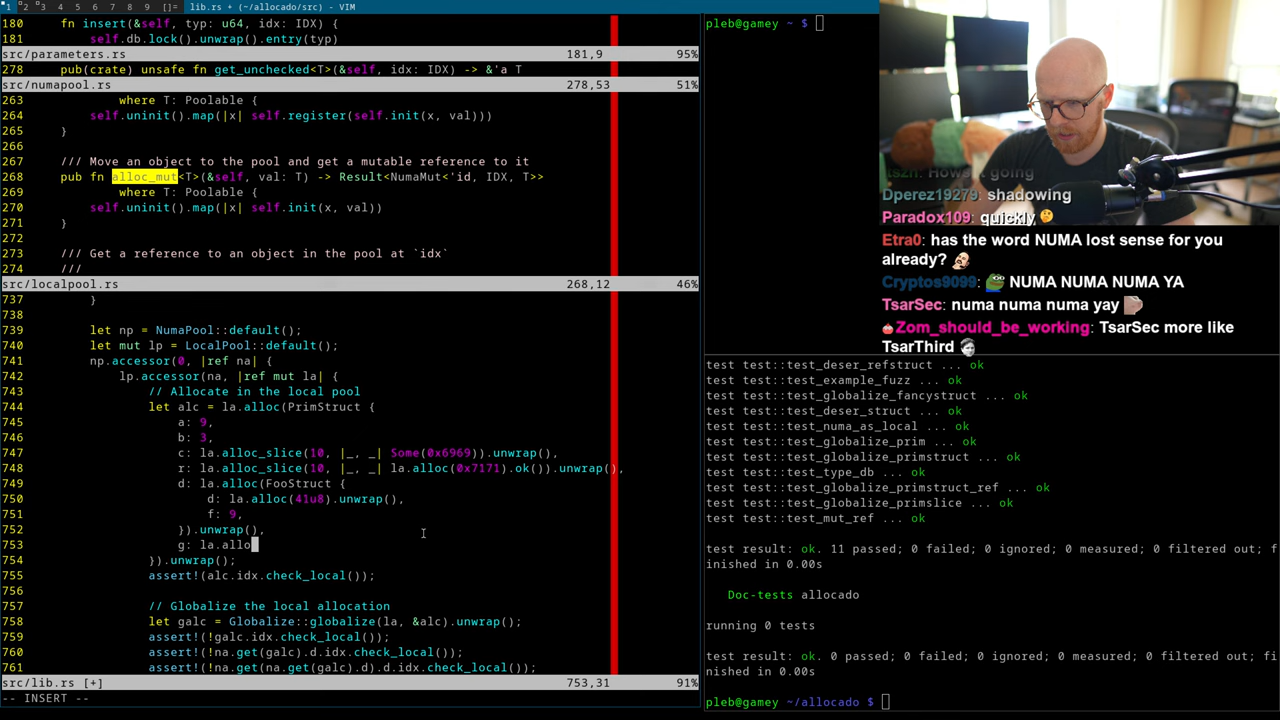 1 2 3 4 5 6 7 8 9 []= lib.rs + (~/allocado/src) - VIM
180     fn insert(&self, typ: u64, idx: IDX) {
181         self.db.lock().unwrap().entry(typ)
src/parameters.rs 181,9 95%
278     pub(crate) unsafe fn get_unchecked<T>(&self, idx: IDX) -> &'a T
src/numapool.rs 278,53 51%
263             where T: Poolable {
264         self.uninit().map(|x| self.register(self.init(x, val)))
265     }
266
267     /// Move an object to the pool and get a mutable reference to it
268     pub fn alloc_mut<T>(&self, val: T) -> Result<NumaMut<'id, IDX, T>>
269             where T: Poolable {
270         self.uninit().map(|x| self.init(x, val))
271     }
272
273     /// Get a reference to an object in the pool at `idx`
274     ///
src/localpool.rs 268,12 46%
737         }
738
739         let np = NumaPool::default();
740         let mut lp = LocalPool::default();
741         np.accessor(0, |ref na| {
742             lp.accessor(na, |ref mut la| {
743                 // Allocate in the local pool
744                 let alc = la.alloc(PrimStruct {
745                     a: 9,
746                     b: 3,
747                     c: la.alloc_slice(10, |_, _| Some(0x6969)).unwrap(),
748                     r: la.alloc_slice(10, |_, _| la.alloc(0x7171).ok()).unwrap(),
749                     d: la.alloc(FooStruct {
750                         d: la.alloc(41u8).unwrap(),
751                         f: 9,
752                     }).unwrap(),
753                     g: la.allo
754                 }).unwrap();
755                 assert!(alc.idx.check_local());
756
757                 // Globalize the local allocation
758                 let galc = Globalize::globalize(la, &alc).unwrap();
759                 assert!(!galc.idx.check_local());
760                 assert!(!na.get(galc).d.idx.check_local());
761                 assert!(!na.get(na.get(galc).d).d.idx.check_local());
src/lib.rs [+] 753,31 91%
-- INSERT --
pleb@gamey ~ $
Dperez19279: shadowing
Paradox109: quickly
Etra0: has the word NUMA lost sense for you
already?
Cryptos9099: NUMA NUMA NUMA YA
TsarSec: numa numa numa yay
Zom_should_be_working: TsarSec more like
TsarThird
test test::test_deser_refstruct ... ok
test test::test_example_fuzz ... ok
test test::test_globalize_fancystruct ... ok
test test::test_deser_struct ... ok
test test::test_numa_as_local ... ok
test test::test_globalize_prim ... ok
test test::test_globalize_primstruct ... ok
test test::test_type_db ... ok
test test::test_globalize_primstruct_ref ... ok
test test::test_globalize_primslice ... ok
test test::test_mut_ref ... ok
test result: ok. 11 passed; 0 failed; 0 ignored; 0 measured; 0 filtered out; fi
nished in 0.00s
Doc-tests allocado
running 0 tests
test result: ok. 0 passed; 0 failed; 0 ignored; 0 measured; 0 filtered out; fin
ished in 0.00s
pleb@gamey ~/allocado $